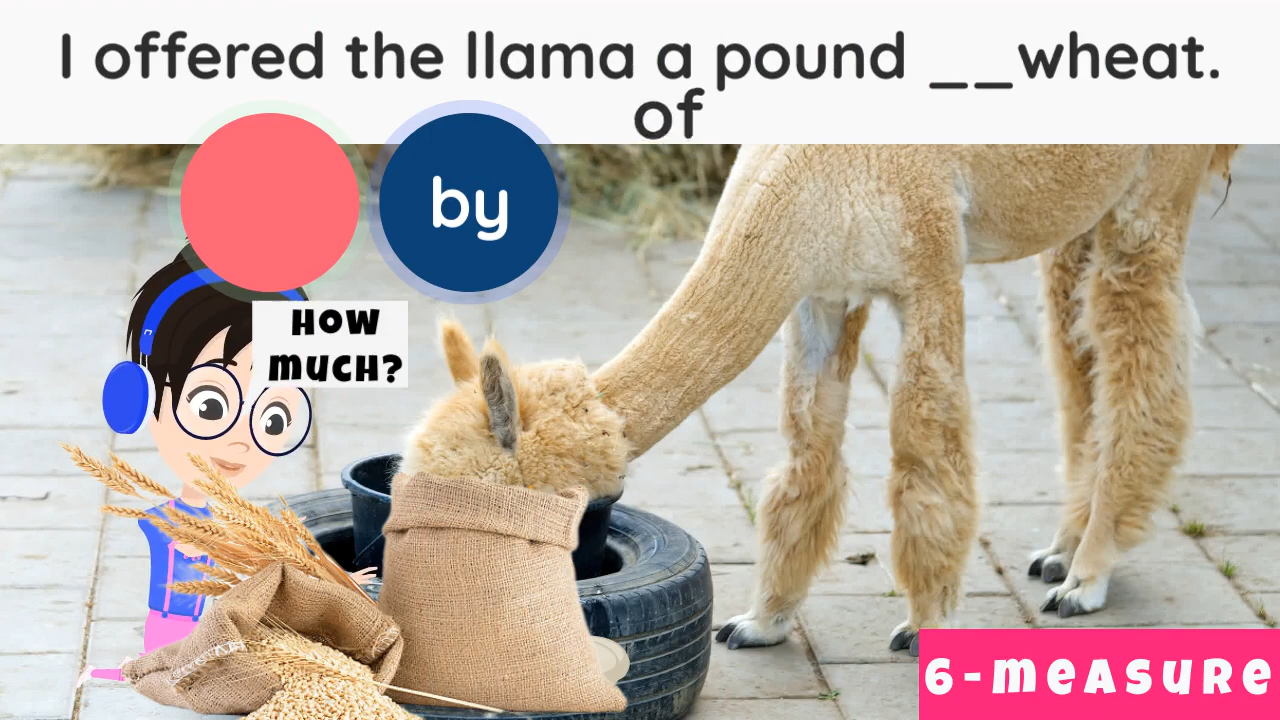 I offered the llama a pound __wheat.
of
by
HOW
MUCH?
6-MEASURE